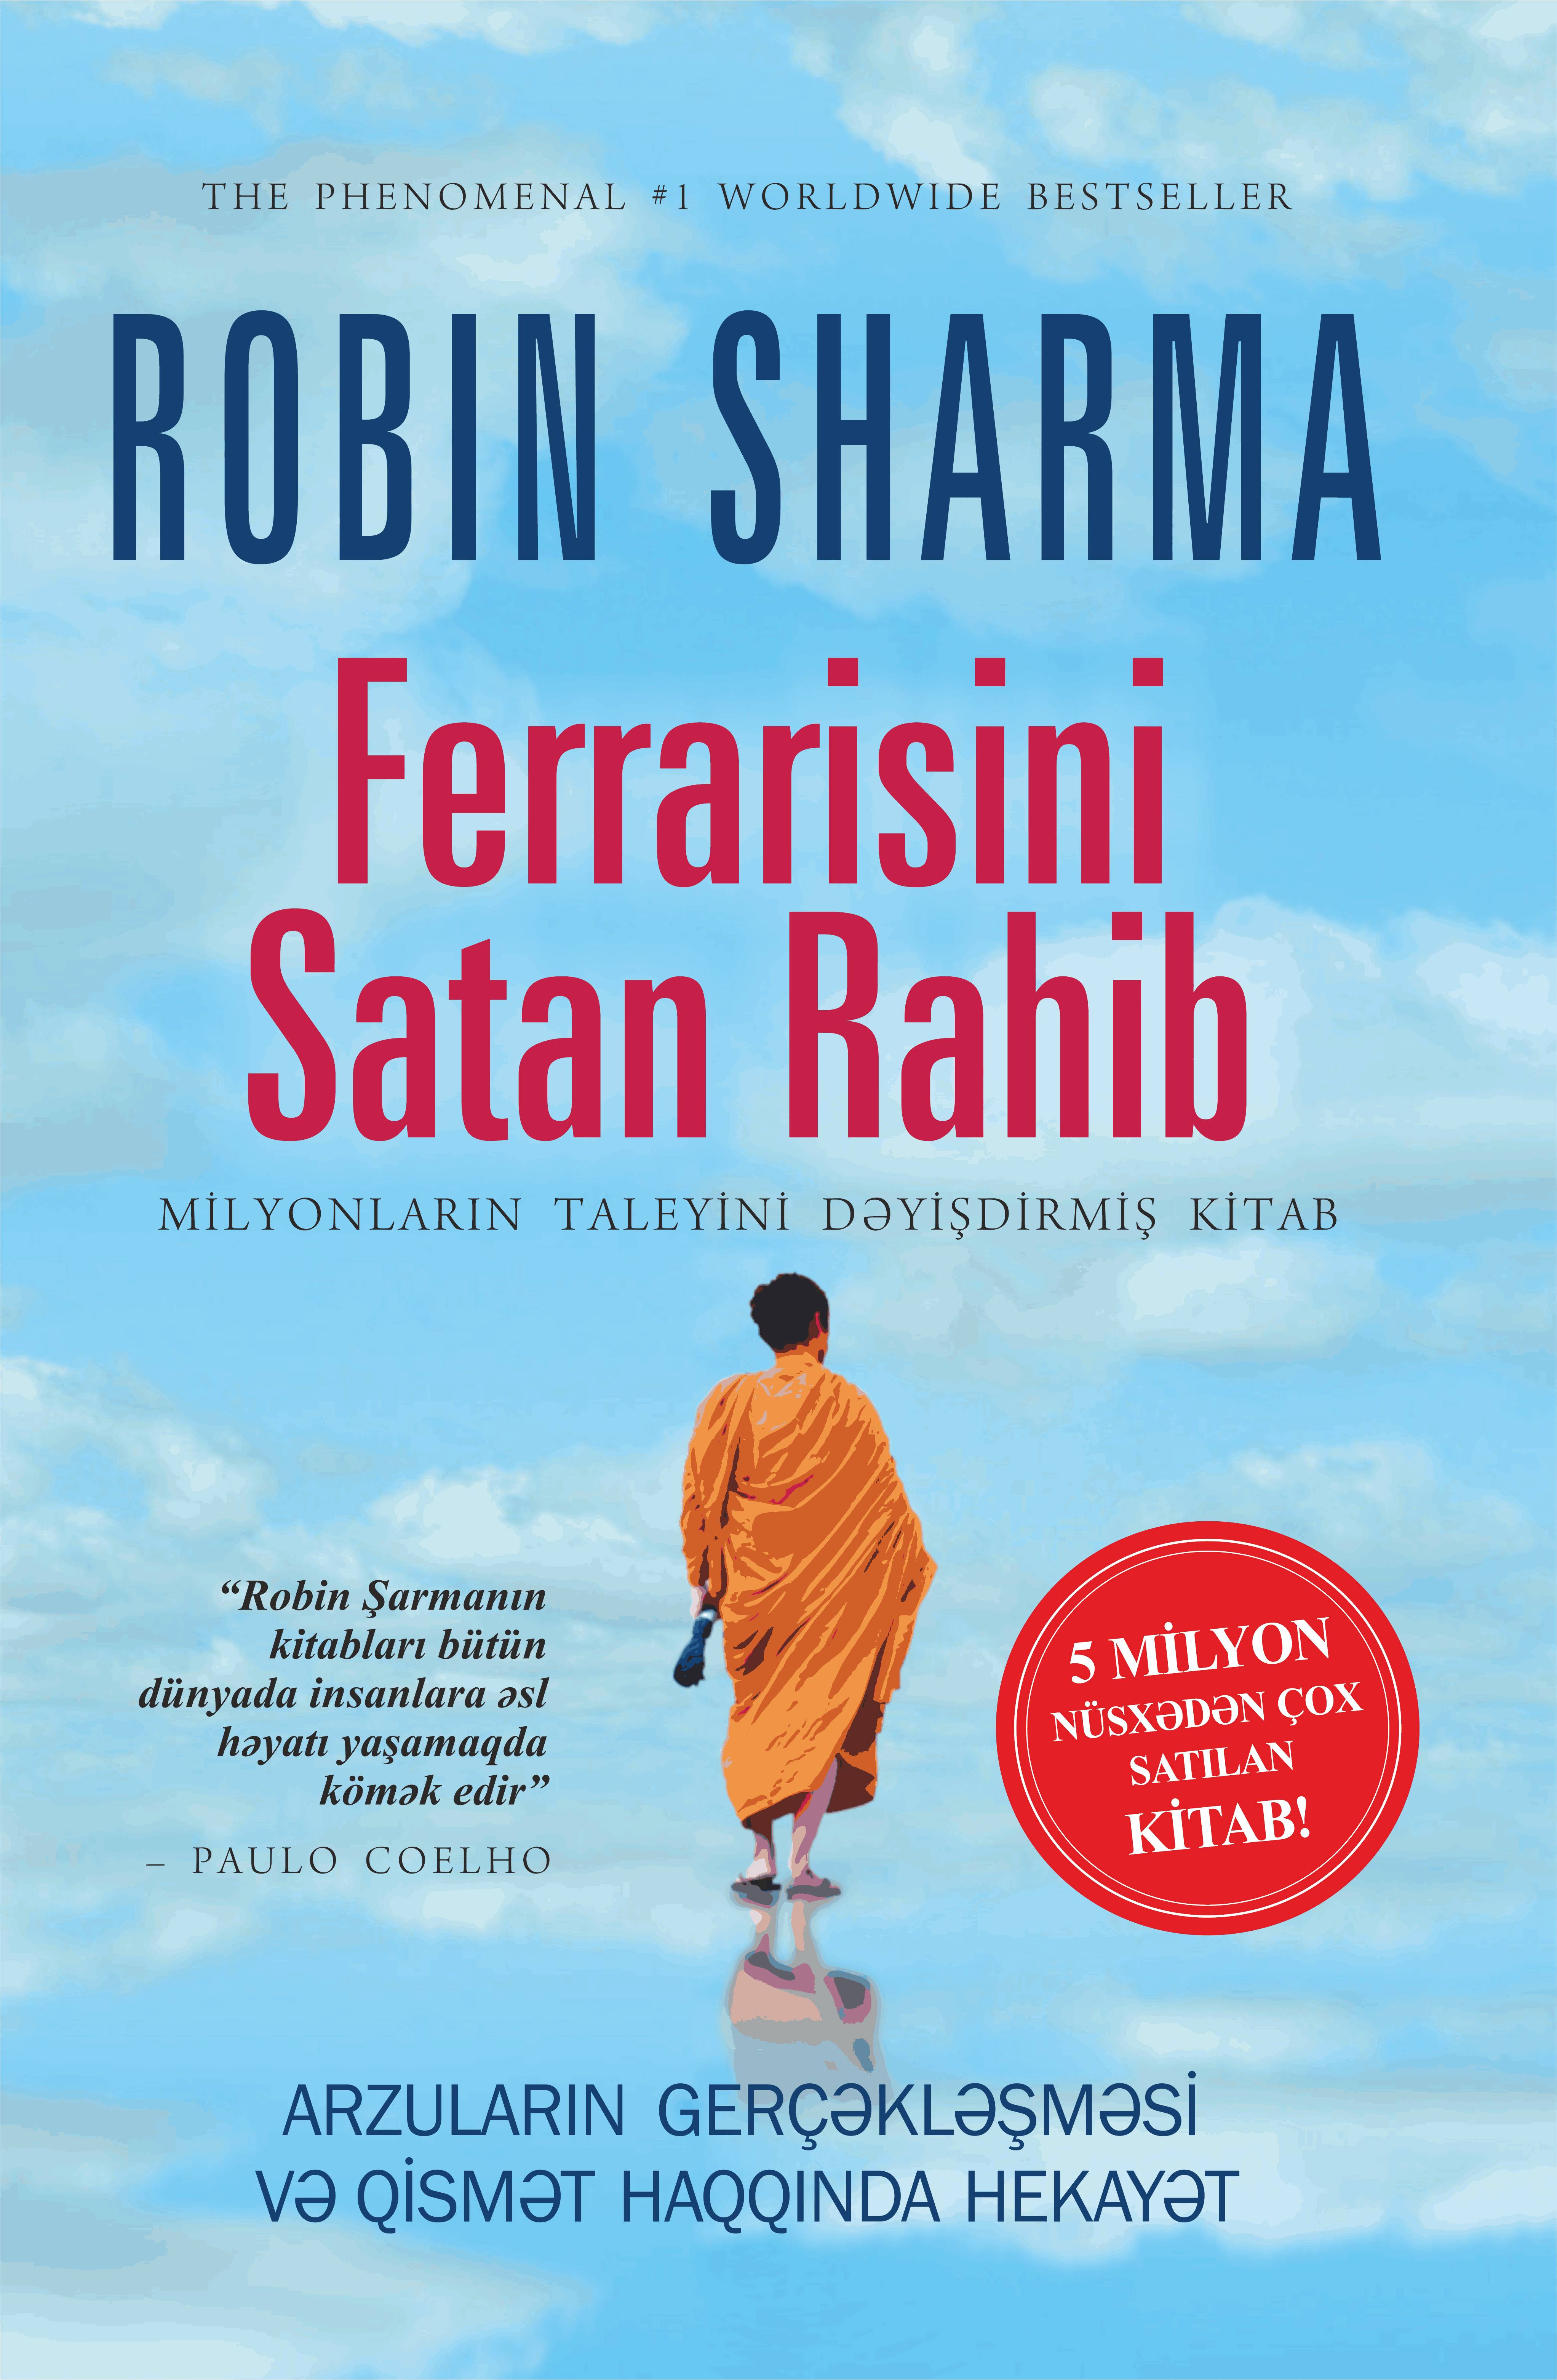 THE PHENOMENAL #1 WORLDWIDE BESTSELLER
ROBIN SHARMA
Ferrarisini
Satan Rahib
MİLYONLARIN TALEYİNİ DƏYİŞDİRMİŞ KİTAB
“Robin Şarmanın
kitabları bütün
dünyada insanlara əsl
həyatı yaşamaqda
kömək edir”
– PAULO COELHO
5 MİLYON
NÜSXƏDƏN ÇOX
SATILAN
KİTAB!
ARZULARIN GERÇƏKLƏŞMƏSİ
VƏ QİSMƏT HAQQINDA HEKAYƏT